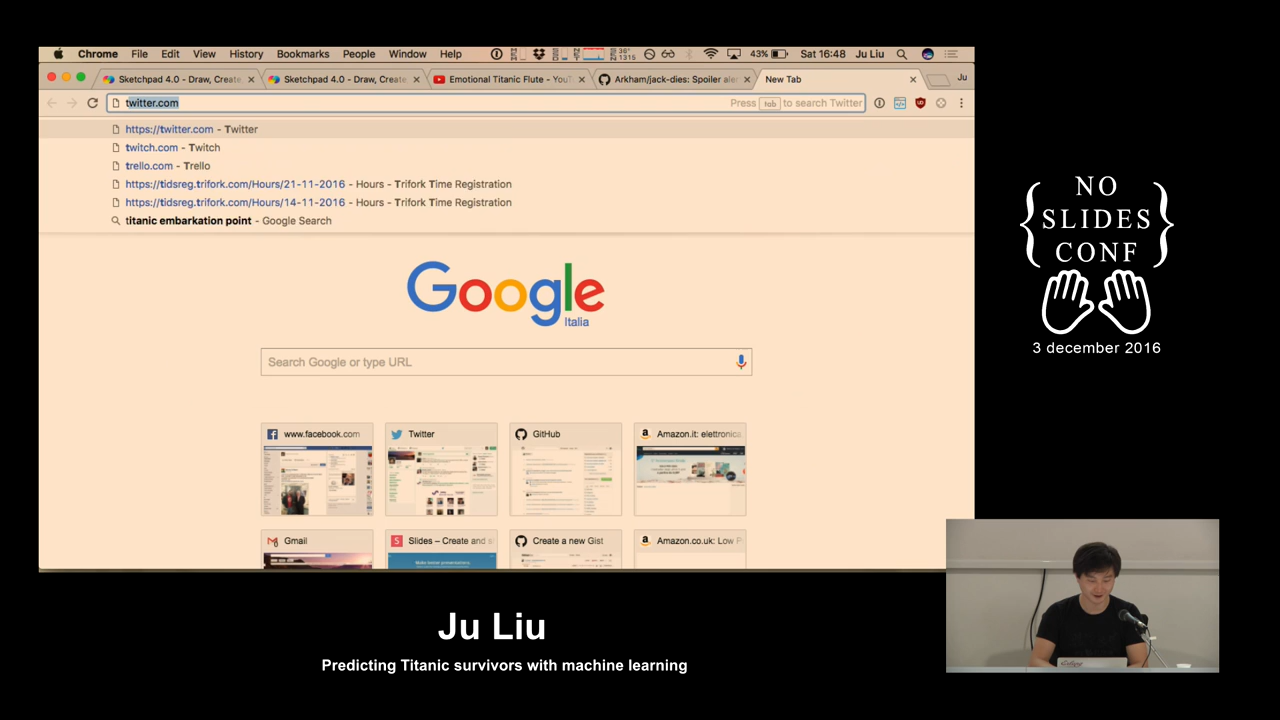 Chrome File Edit View History Bookmarks People Window Help 43% Sat 16:48 Ju Liu
Sketchpad 4.0 - Draw, Create, Sketchpad 4.0 - Draw, Create, Emotional Titanic Flute - YouT Arkham/jack-dies: Spoiler aler New Tab Ju
twitter.com Press tab to search Twitter
https://twitter.com - Twitter
twitch.com - Twitch
trello.com - Trello
https://tidsreg.trifork.com/Hours/21-11-2016 - Hours - Trifork Time Registration
https://tidsreg.trifork.com/Hours/14-11-2016 - Hours - Trifork Time Registration
titanic embarkation point - Google Search
Google
Italia
Search Google or type URL
www.facebook.com Twitter GitHub Amazon.it: elettronica,
Gmail Slides – Create and s Create a new Gist Amazon.co.uk: Low P
NO
SLIDES
CONF
3 december 2016
Ju Liu
Predicting Titanic survivors with machine learning